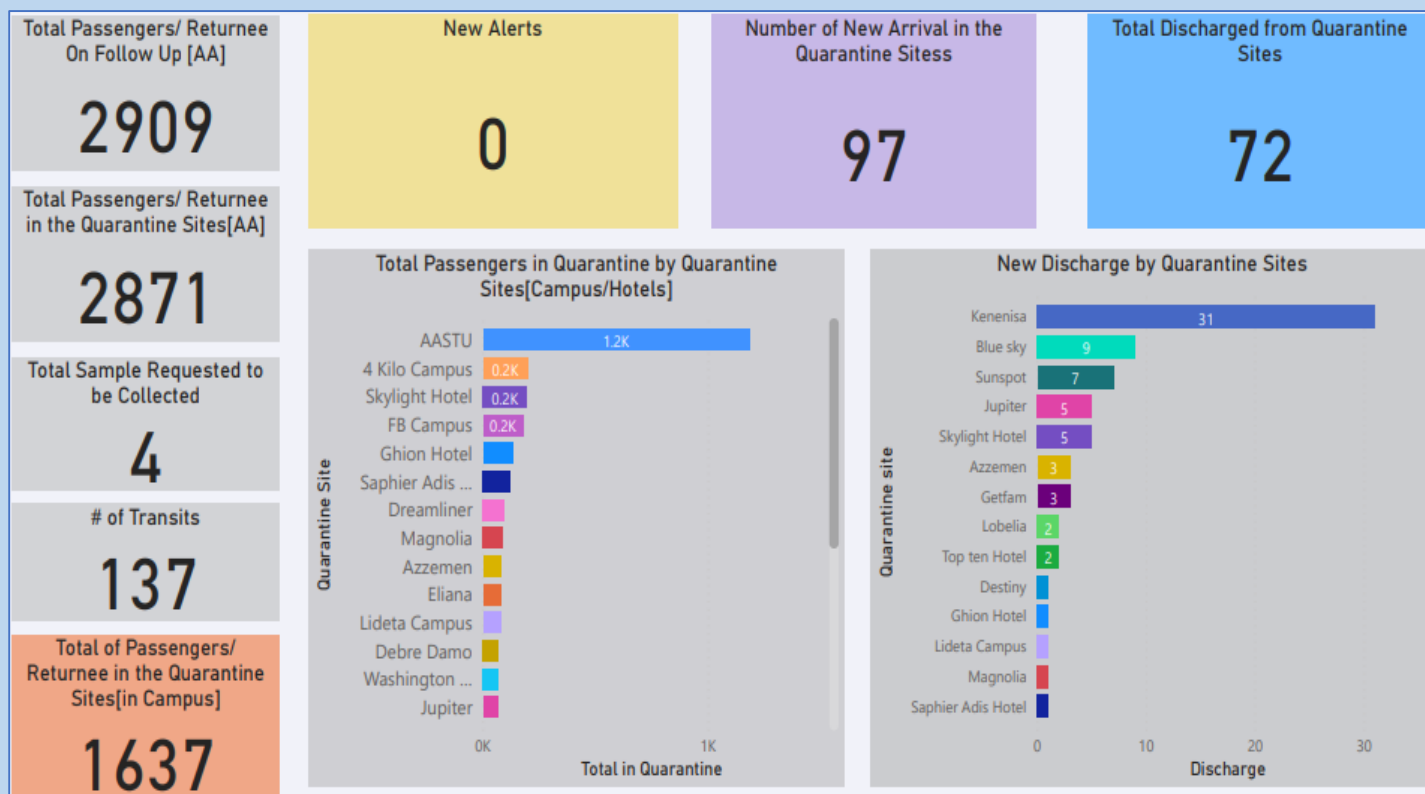 Total Passengers/ Returnee
On Follow Up [AA]
2909
Total Passengers/ Returnee
in the Quarantine Sites[AA]
2871
Total Sample Requested to
be Collected
4
# of Transits
137
Total of Passengers/
Returnee in the Quarantine
Sites[in Campus]
1637
New Alerts
0
Number of New Arrival in the
Quarantine Sitess
97
Total Discharged from Quarantine
Sites
72
Total Passengers in Quarantine by Quarantine
Sites[Campus/Hotels]
Quarantine Site
AASTU 1.2K
4 Kilo Campus 0.2K
Skylight Hotel 0.2K
FB Campus 0.2K
Ghion Hotel
Saphier Adis ...
Dreamliner
Magnolia
Azzemen
Eliana
Lideta Campus
Debre Damo
Washington ...
Jupiter
0K 1K
Total in Quarantine
New Discharge by Quarantine Sites
Quarantine site
Kenenisa 31
Blue sky 9
Sunspot 7
Jupiter 5
Skylight Hotel 5
Azzemen 3
Getfam 3
Lobelia 2
Top ten Hotel 2
Destiny
Ghion Hotel
Lideta Campus
Magnolia
Saphier Adis Hotel
0 10 20 30
Discharge